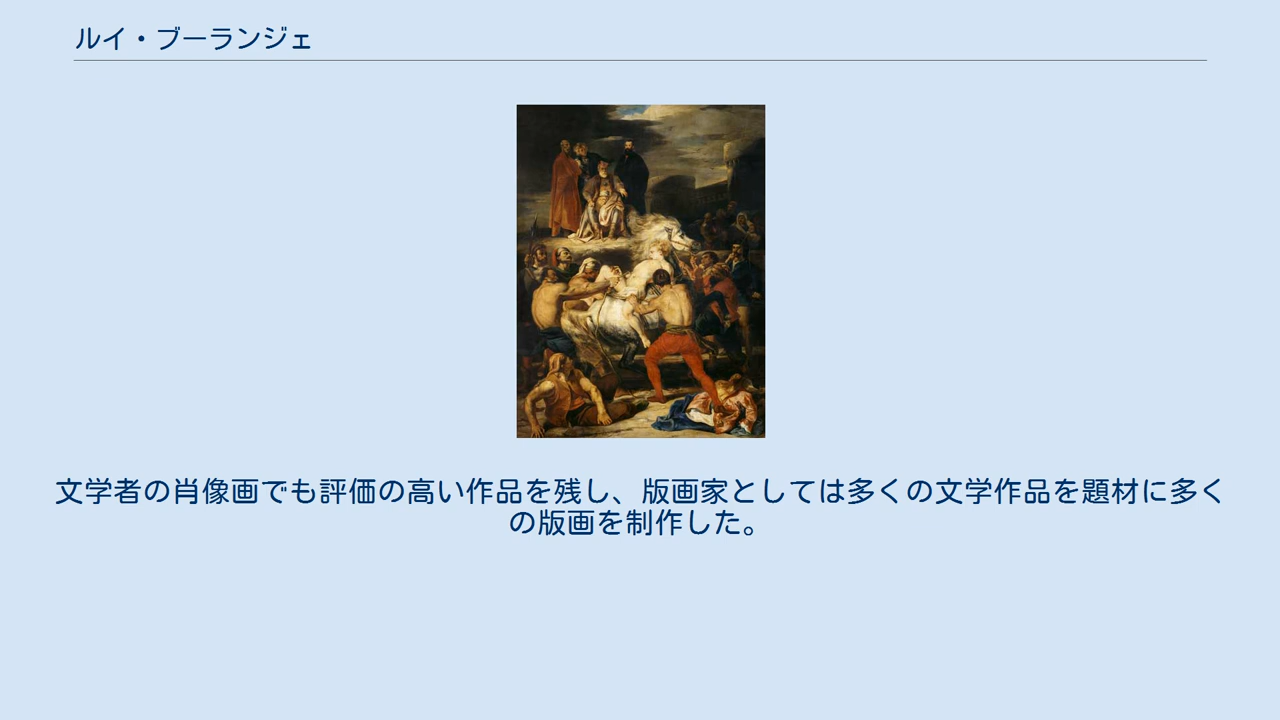 ルイ・ブーランジェ
文学者の肖像画でも評価の高い作品を残し、版画家としては多くの文学作品を題材に多く
の版画を制作した。